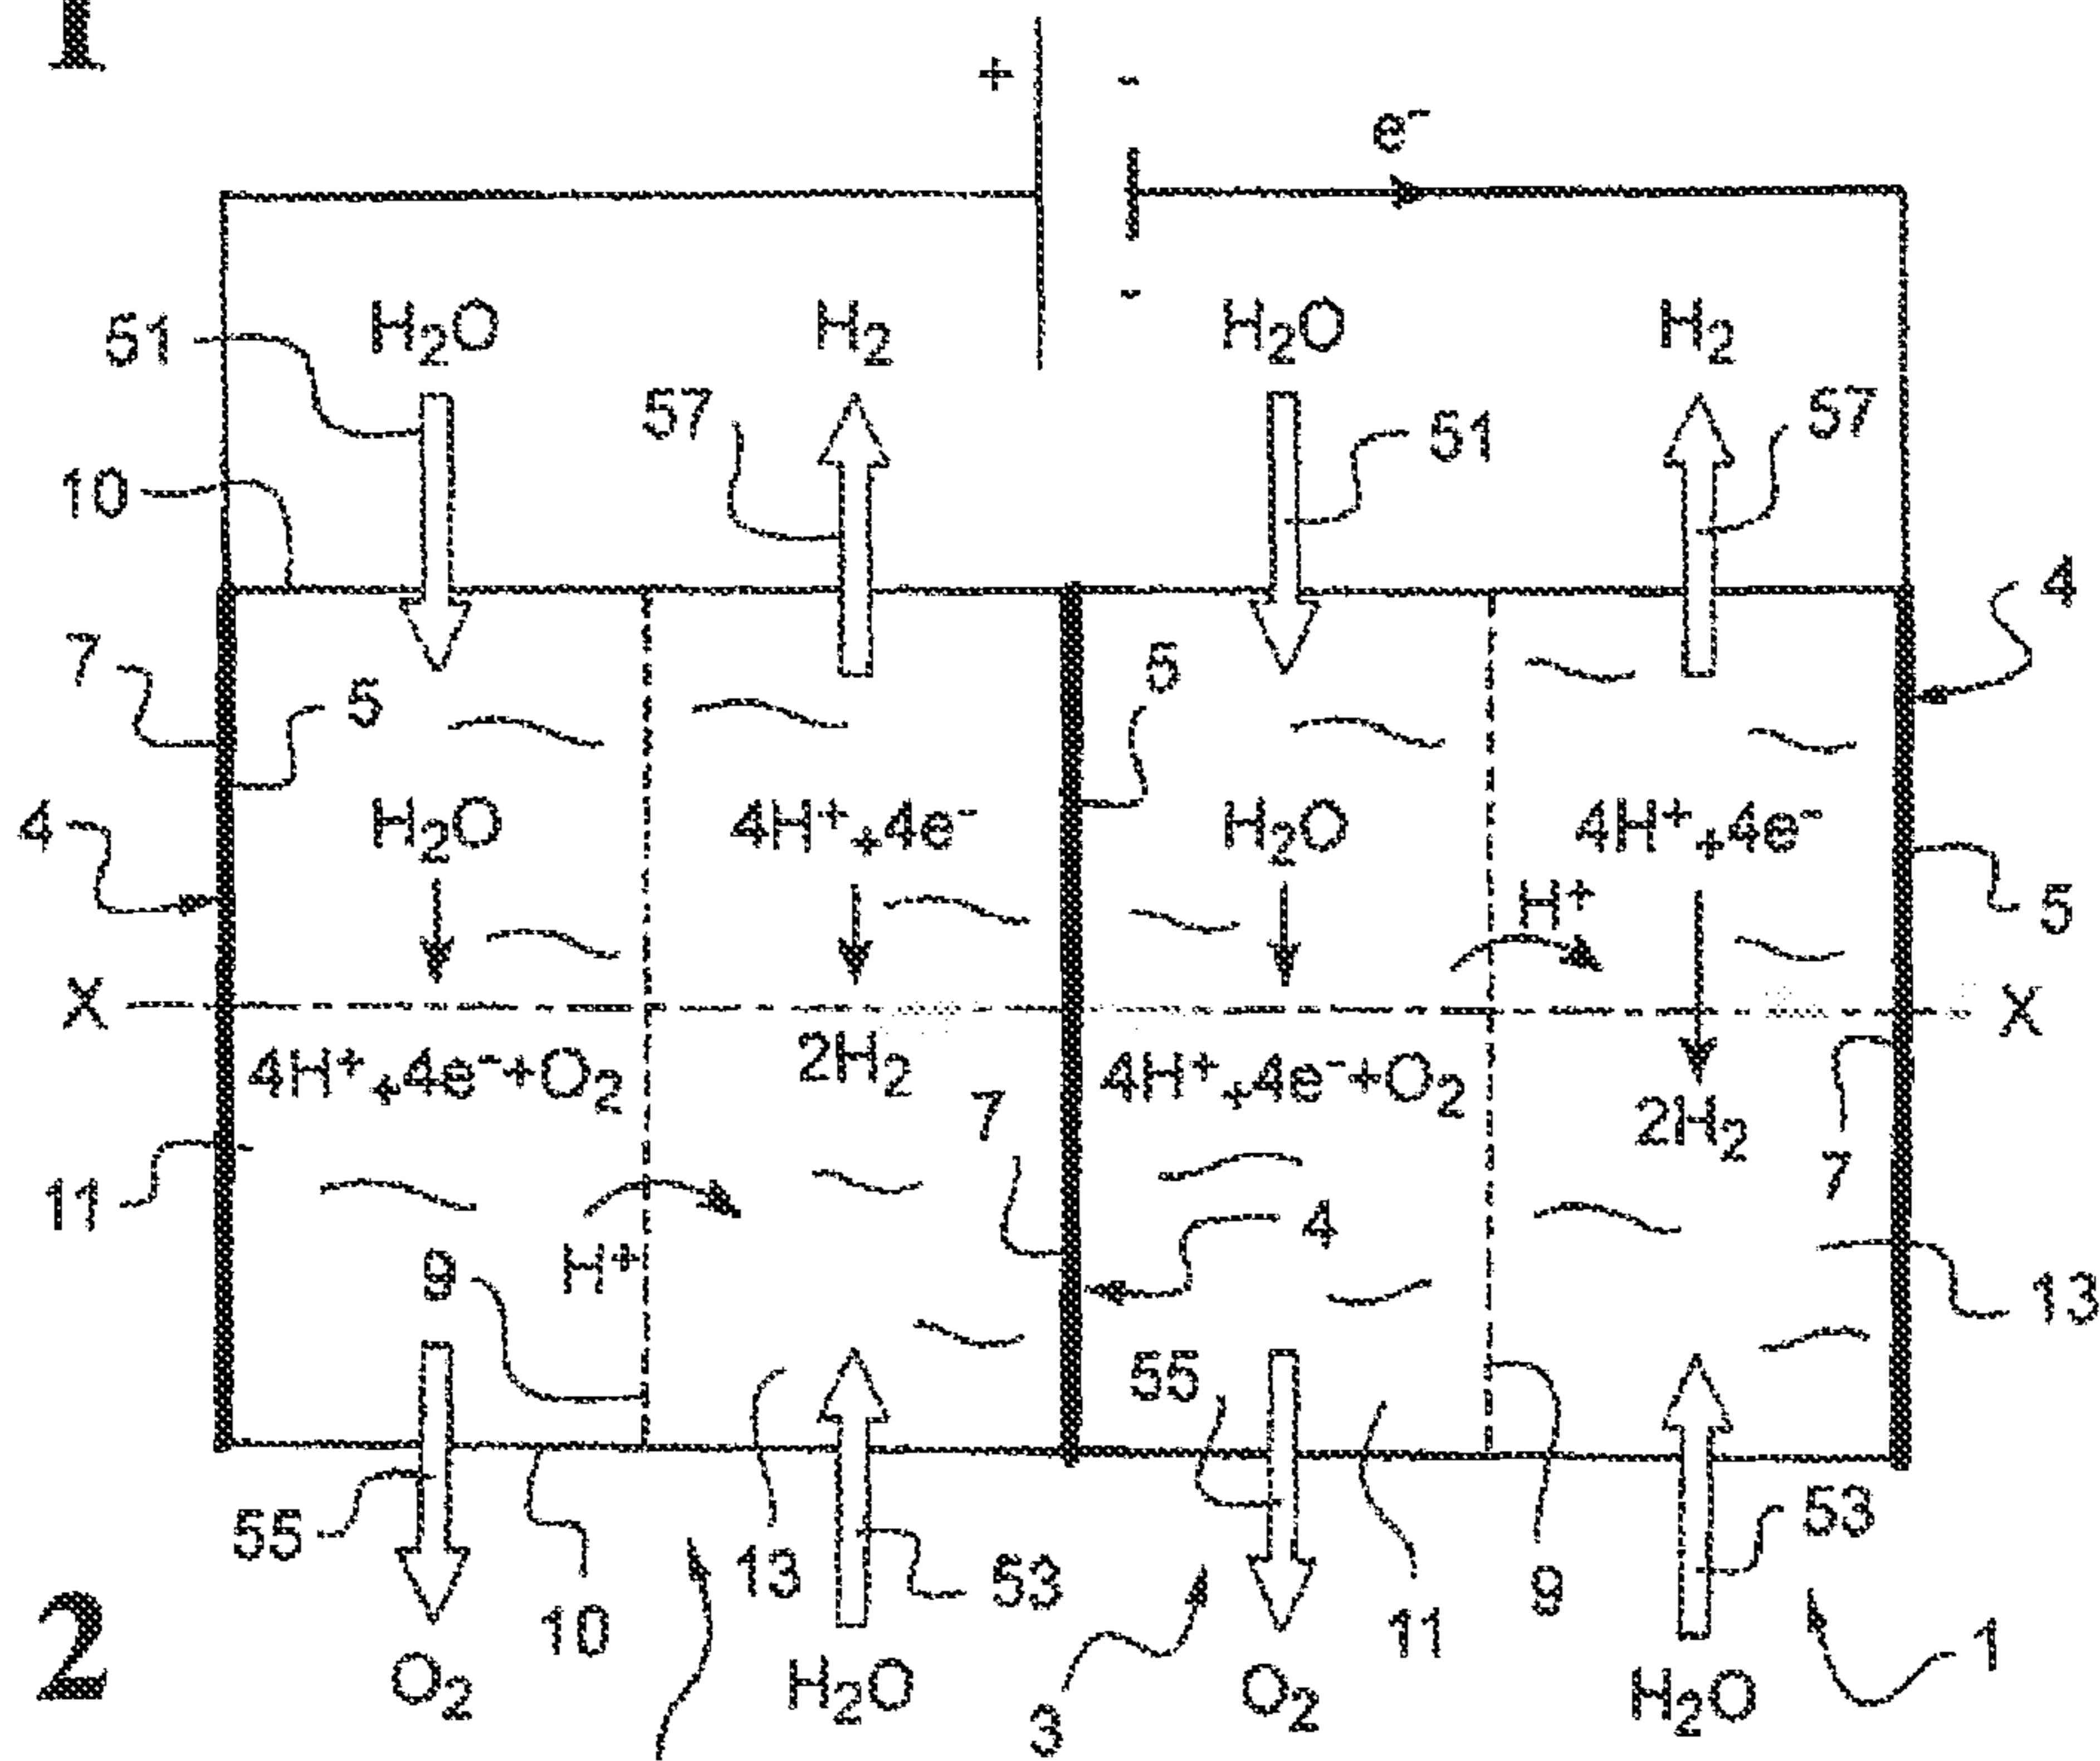 1
+ -
e⁻
-
51 H₂O H₂ H₂O H₂
57 51 57
10
4
7 5 5
4 H₂O 4H⁺+4e⁻ H₂O 4H⁺+4e⁻
H⁺ 5
X X
4H⁺+4e⁻+O₂ 2H₂ 4H⁺+4e⁻+O₂
7 2H₂ 7
11 4
9 H⁺ 13
55
55 13 53 53
10 11 9
2 O₂ H₂O 3 O₂ H₂O 1